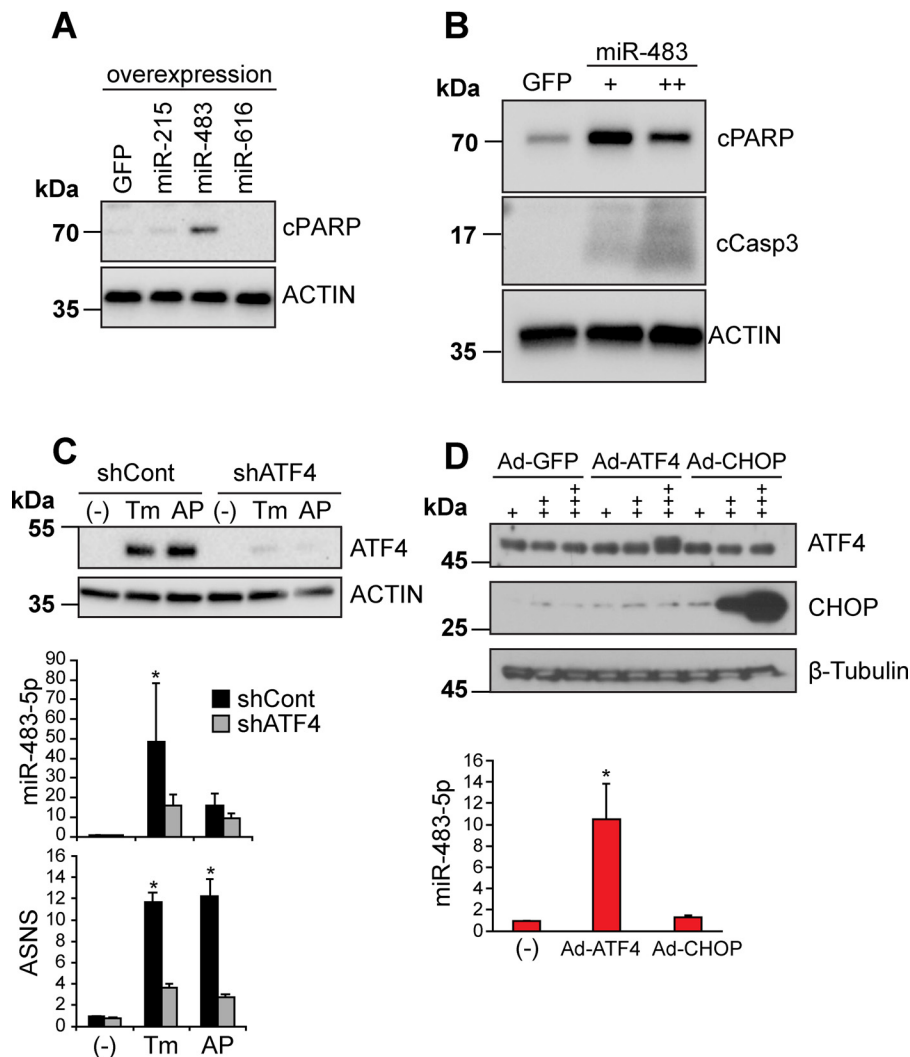 A
overexpression
GFP
miR-215
miR-483
miR-616
kDa
70
cPARP
35
ACTIN
B
miR-483
kDa
GFP
+
++
70
cPARP
17
cCasp3
35
ACTIN
C
shCont
shATF4
kDa
(-)
Tm
AP
(-)
Tm
AP
55
ATF4
35
ACTIN
miR-483-5p
90
80
70
60
50
40
30
20
10
0
*
shCont
shATF4
ASNS
16
14
12
10
8
6
4
2
0
*
*
(-)
Tm
AP
D
Ad-GFP
Ad-ATF4
Ad-CHOP
kDa
+
++
+++
+
++
+++
+
++
+++
45
ATF4
25
CHOP
45
β-Tubulin
miR-483-5p
16
14
12
10
8
6
4
2
0
*
(-)
Ad-ATF4
Ad-CHOP